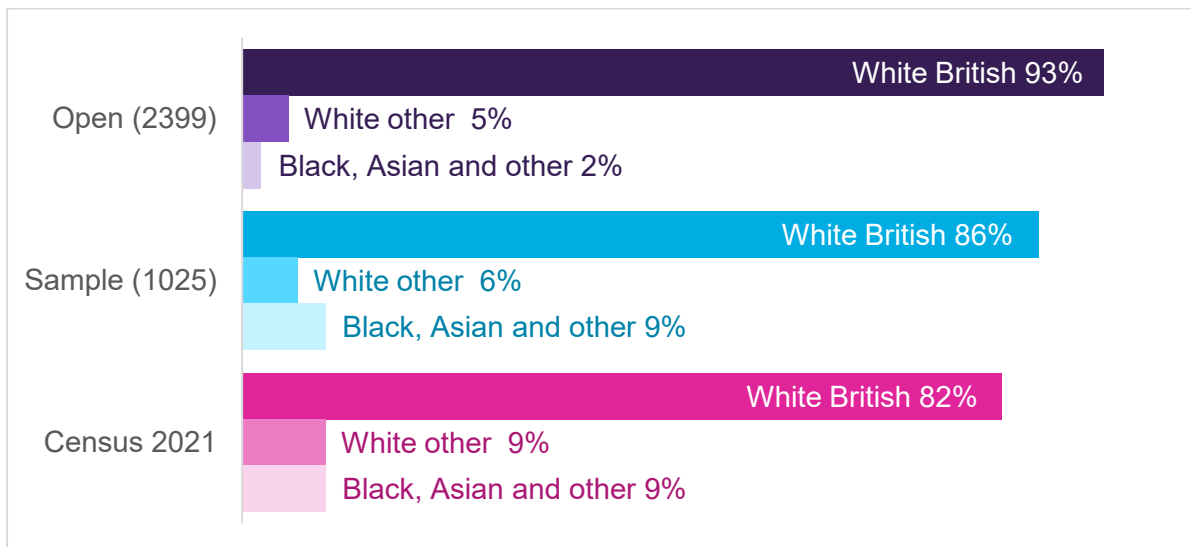 White British 93%
Open (2399)
White other 5%
Black, Asian and other 2%
White British 86%
Sample (1025)
White other 6%
Black, Asian and other 9%
White British 82%
Census 2021
White other 9%
Black, Asian and other 9%